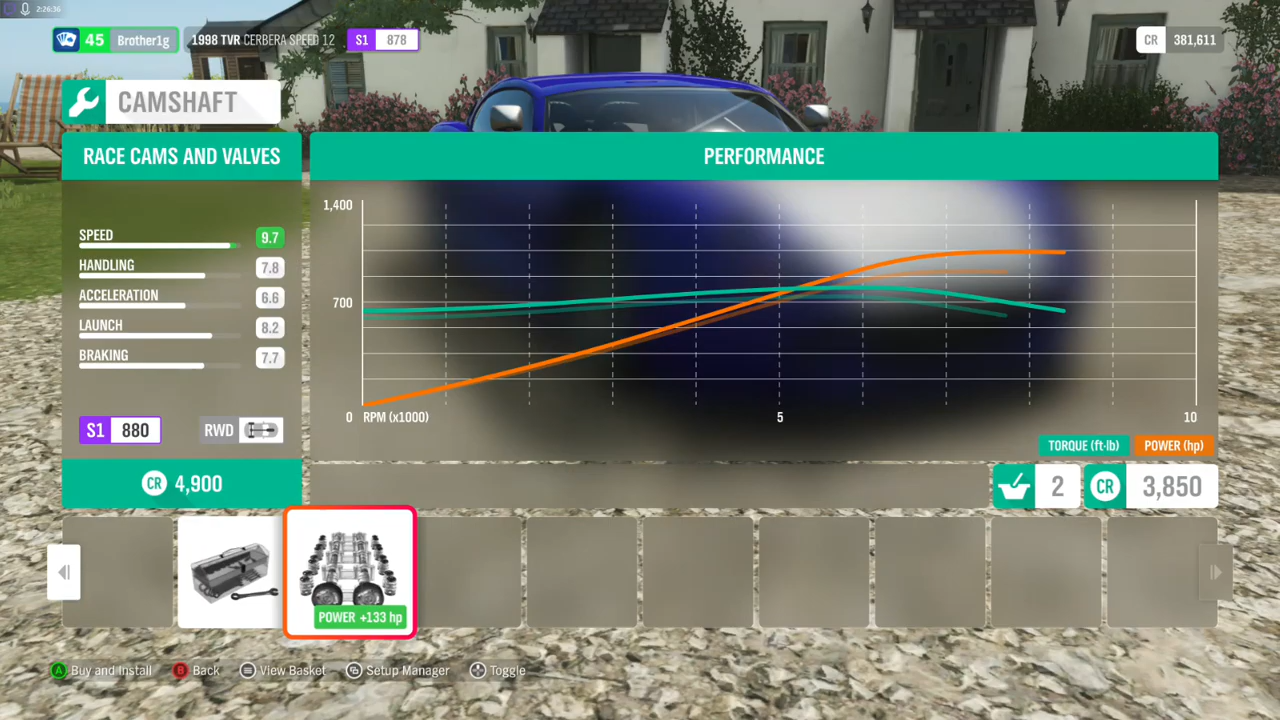 2:26:36
45 Brother1g 1998 TVR CERBERA SPEED 12 S1 878
CR 381,611
CAMSHAFT
RACE CAMS AND VALVES
PERFORMANCE
SPEED 9.7
HANDLING 7.8
ACCELERATION 6.6
LAUNCH 8.2
BRAKING 7.7
S1 880 RWD
CR 4,900
1,400
700
0 RPM (x1000) 5 10
TORQUE (ft·lb) POWER (hp)
2 CR 3,850
POWER +133 hp
A Buy and Install B Back View Basket Setup Manager Toggle